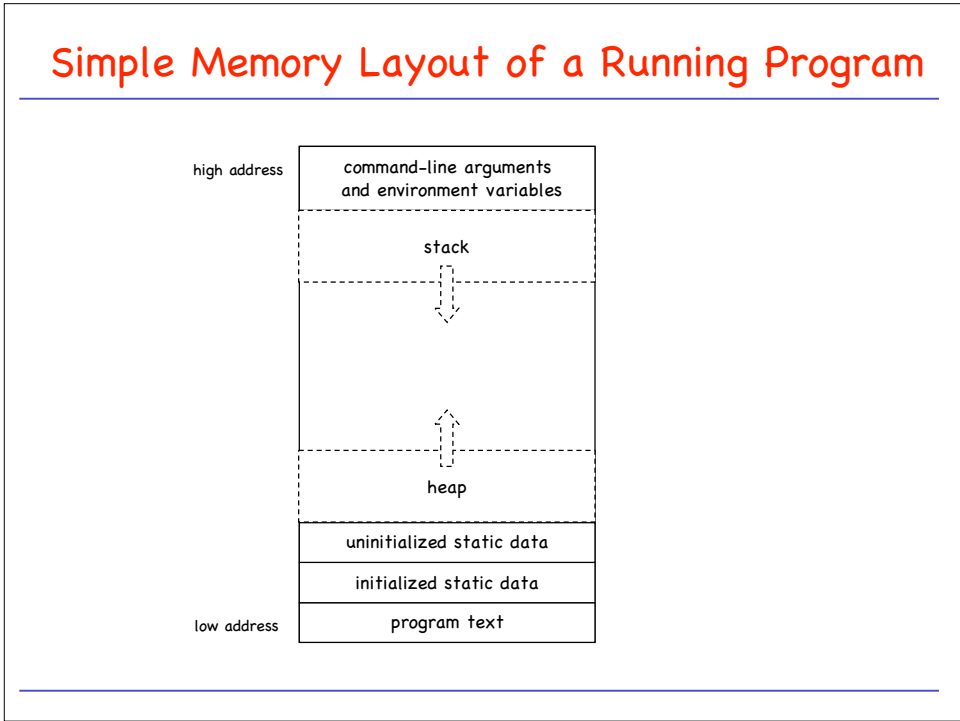 Simple Memory Layout of a Running Program
high address
command-line arguments
and environment variables
stack
heap
uninitialized static data
initialized static data
low address
program text